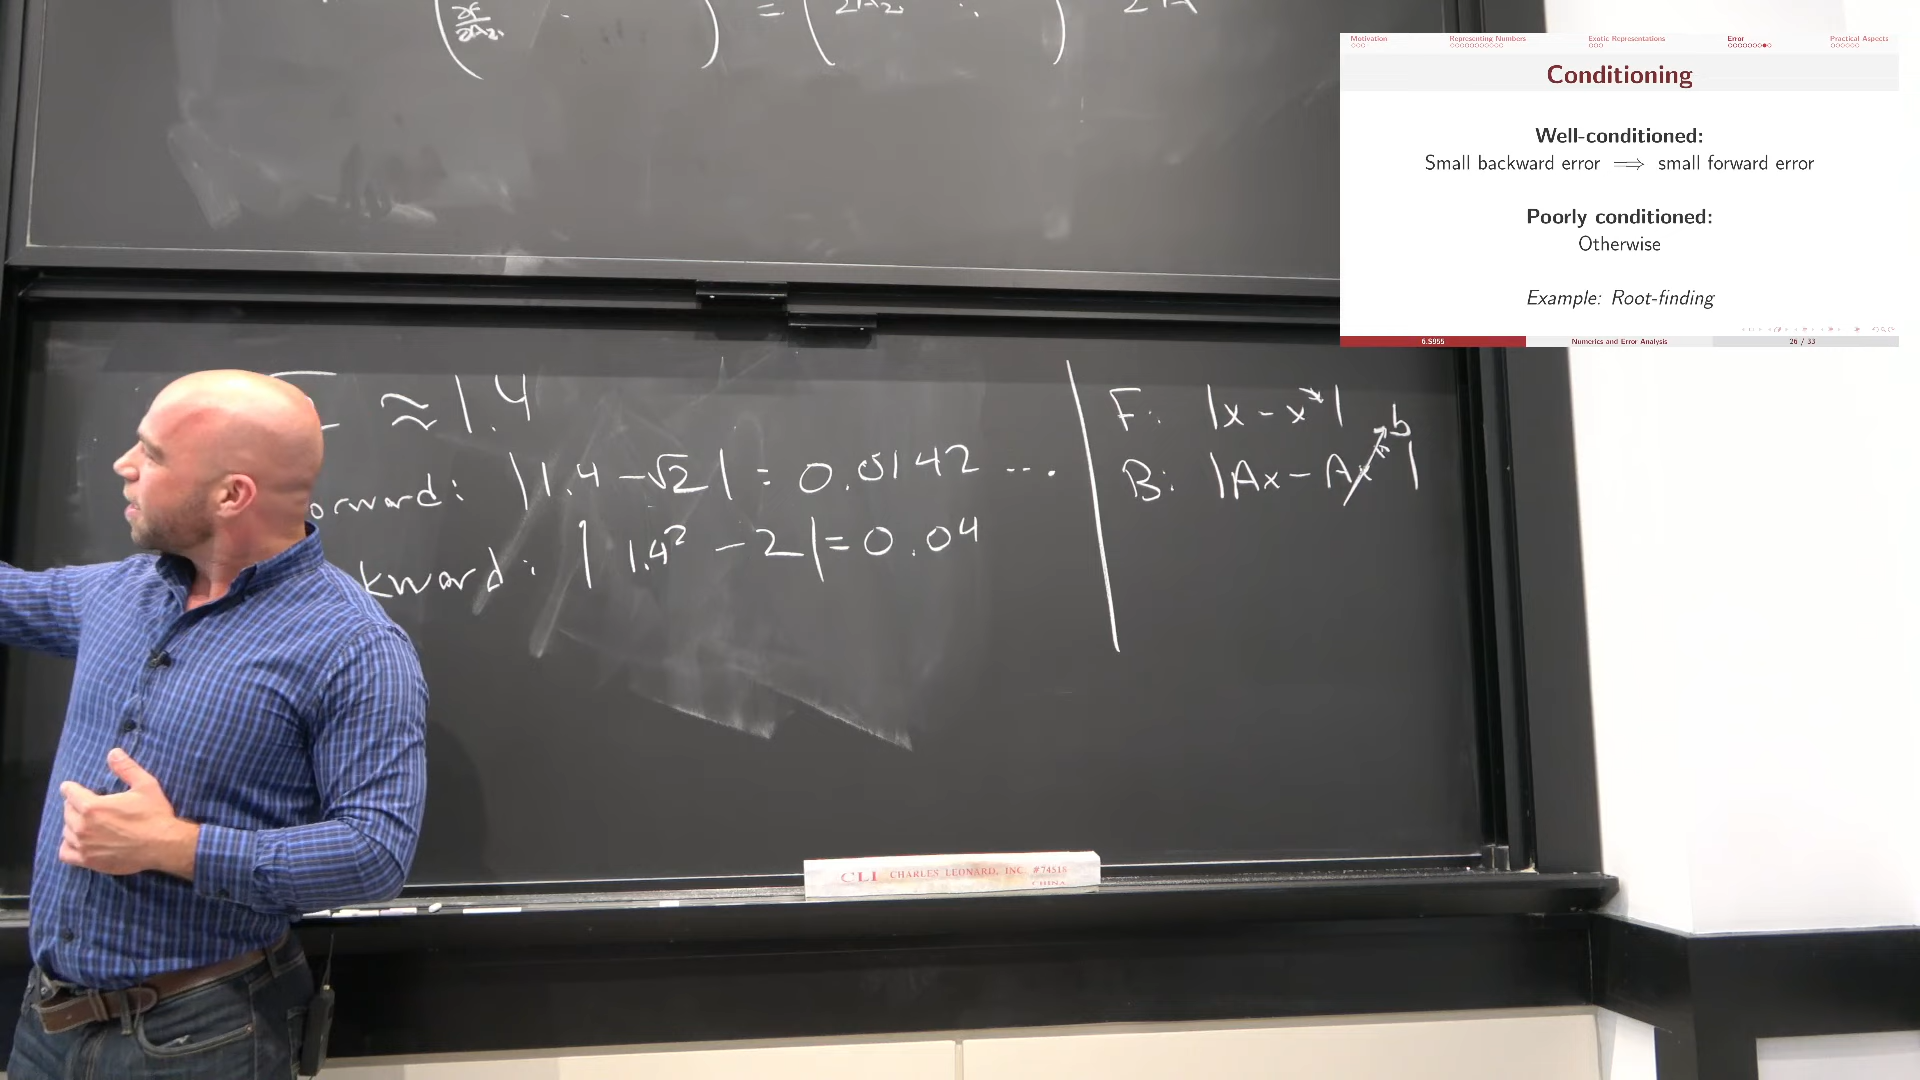 Motivation Representing Numbers Exotic Representations Error Practical Aspects
Conditioning
Well-conditioned:
Small backward error ⟹ small forward error
Poorly conditioned:
Otherwise
Example: Root-finding
6.S955 Numerics and Error Analysis 26 / 33
≈ 1.4
orward: |1.4 - √2| = 0.0142 ...
kward: |1.4² - 2| = 0.04
F: |x - x*|
b
B: |Ax - Ax*|
CLI CHARLES LEONARD, INC. #74518
CHINA